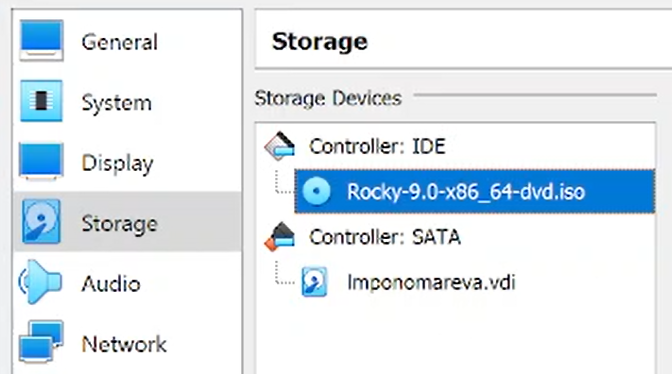 General
System
Display
Storage
Audio
Network
Storage
Storage Devices
Controller: IDE
Rocky-9.0-x86_64-dvd.iso
Controller: SATA
lmponomareva.vdi